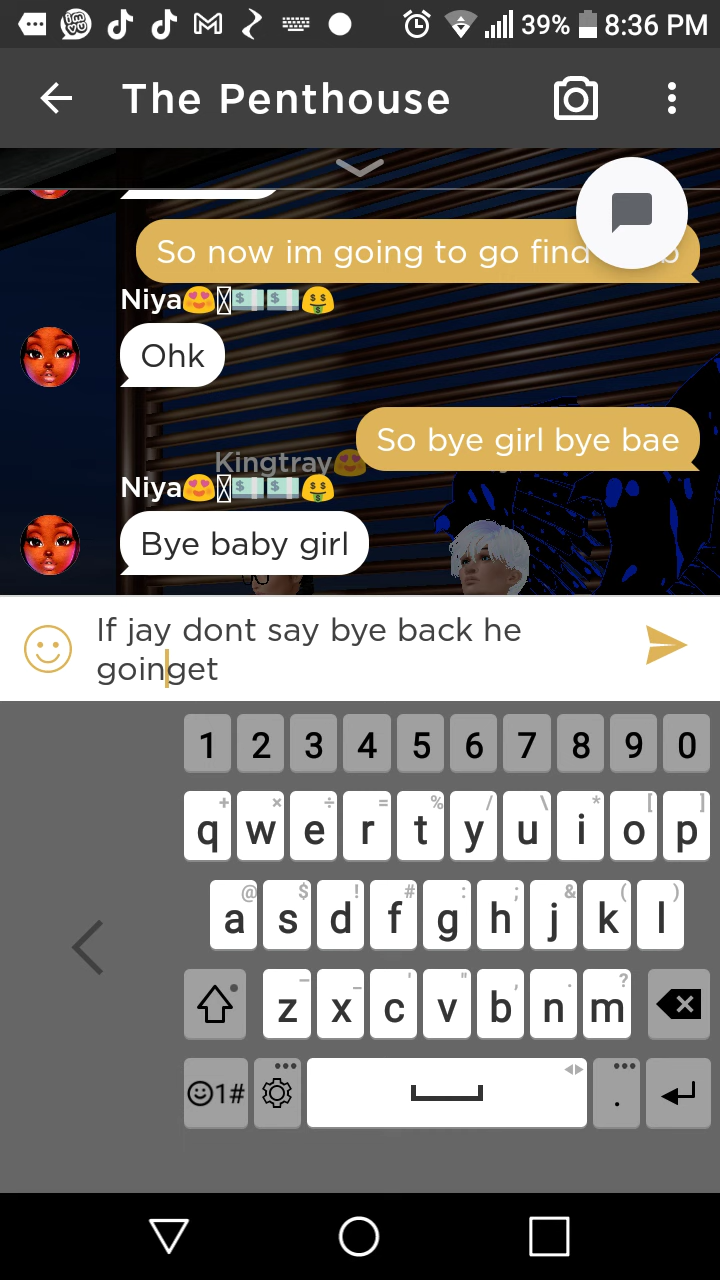 39% 8:36 PM
The Penthouse
So now im going to go find
Niya😍💵💵🤑
Ohk
So bye girl bye bae
Kingtray😍
Niya😍💵💵🤑
Bye baby girl
If jay dont say bye back he
goinget
1 2 3 4 5 6 7 8 9 0
+ × ÷ = % / \ * [ ]
q w e r t y u i o p
@ $ ! # : ; & ( )
a s d f g h j k l
– _ ' " , . ?
z x c v b n m
☺1# .